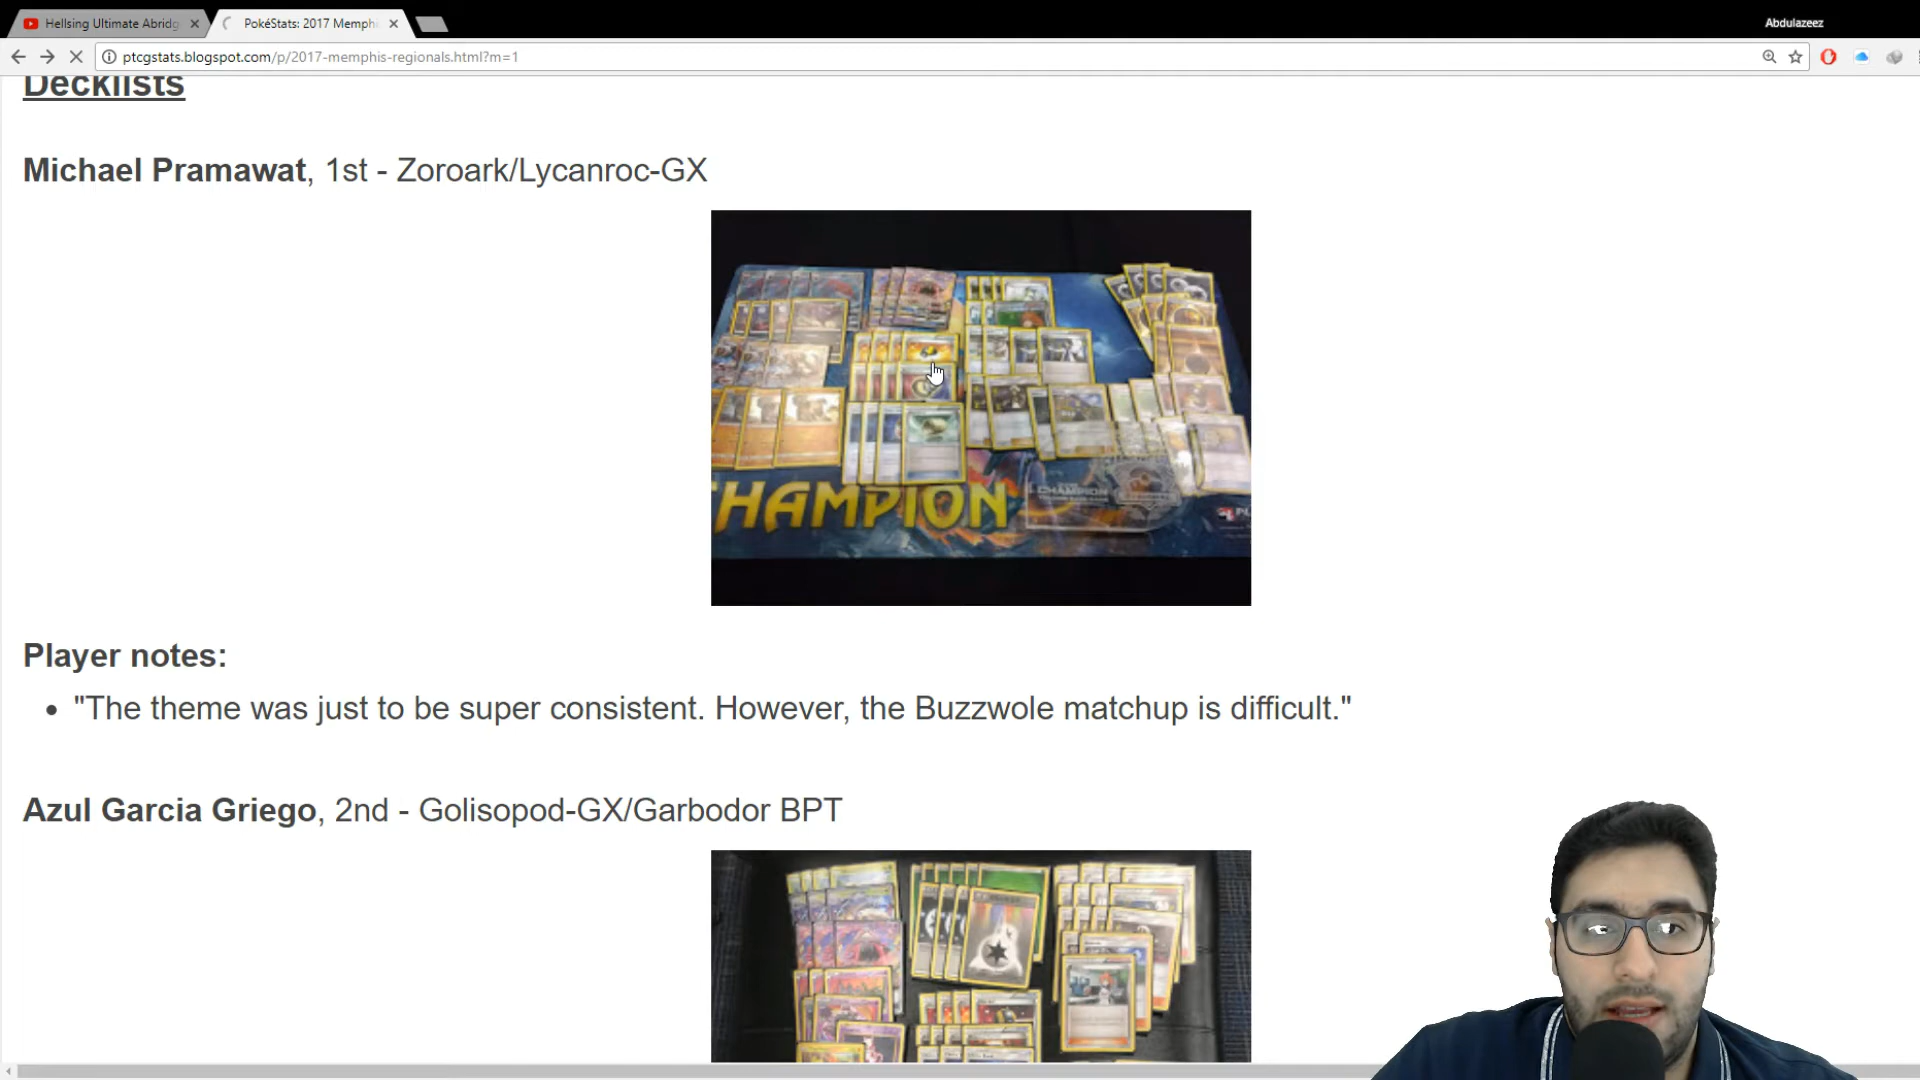 Hellsing Ultimate Abridg
PokéStats: 2017 Memph
Abdulazeez
ptcgstats.blogspot.com/p/2017-memphis-regionals.html?m=1
Decklists
Michael Pramawat, 1st - Zoroark/Lycanroc-GX
CHAMPION
CHAMPION
Player notes:
"The theme was just to be super consistent. However, the Buzzwole matchup is difficult."
Azul Garcia Griego, 2nd - Golisopod-GX/Garbodor BPT